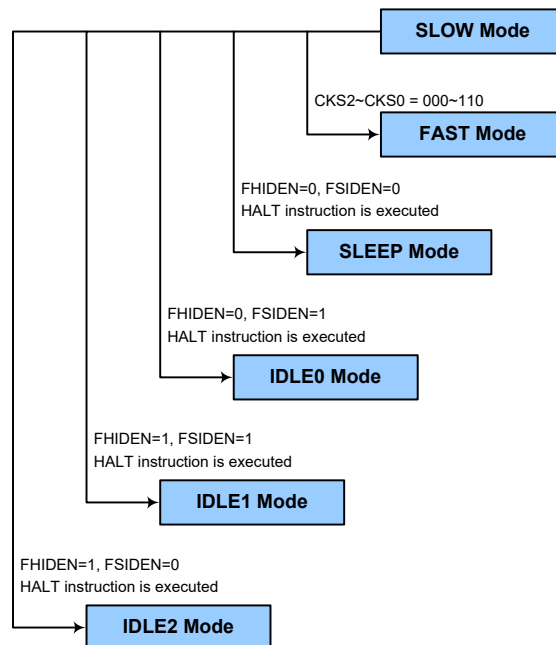 SLOW Mode
CKS2~CKS0 = 000~110
FAST Mode
FHIDEN=0, FSIDEN=0
HALT instruction is executed
SLEEP Mode
FHIDEN=0, FSIDEN=1
HALT instruction is executed
IDLE0 Mode
FHIDEN=1, FSIDEN=1
HALT instruction is executed
IDLE1 Mode
FHIDEN=1, FSIDEN=0
HALT instruction is executed
IDLE2 Mode